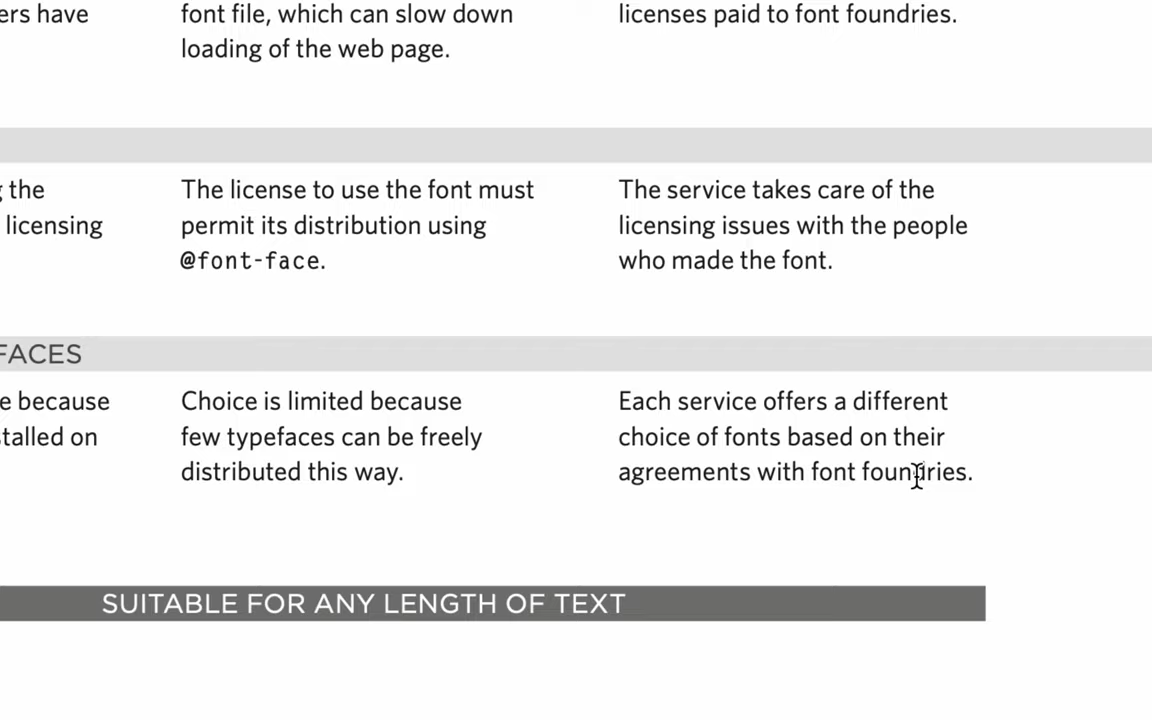 ers have
font file, which can slow down
loading of the web page.
licenses paid to font foundries.
the
licensing
The license to use the font must
permit its distribution using
@font-face.
The service takes care of the
licensing issues with the people
who made the font.
FACES
e because
stalled on
Choice is limited because
few typefaces can be freely
distributed this way.
Each service offers a different
choice of fonts based on their
agreements with font foundries.
SUITABLE FOR ANY LENGTH OF TEXT